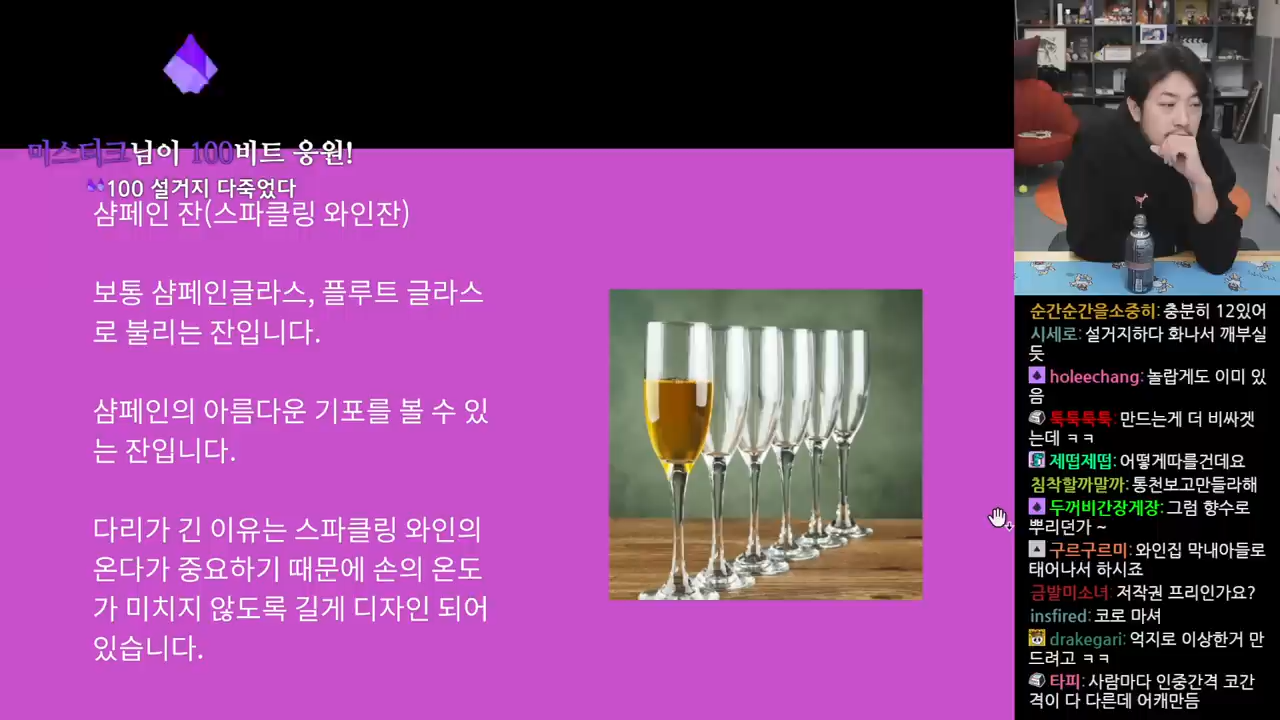 미스터크님이 100비트 응원!
100 설거지 다죽었다
샴페인 잔(스파클링 와인잔)
보통 샴페인글라스, 플루트 글라스
로 불리는 잔입니다.
샴페인의 아름다운 기포를 볼 수 있
는 잔입니다.
다리가 긴 이유는 스파클링 와인의
온다가 중요하기 때문에 손의 온도
가 미치지 않도록 길게 디자인 되어
있습니다.
순간순간을소중히: 충분히 12있어
시세로: 설거지하다 화나서 깨부실
듯
holeechang: 놀랍게도 이미 있
음
툭툭툭툭: 만드는게 더 비싸겟
는데 ㅋㅋ
제떱제떱: 어떻게따를건데요
침착할까말까: 통천보고만들라해
두꺼비간장게장: 그럼 향수로
뿌리던가 ~
구르구르미: 와인집 막내아들로
태어나서 하시죠
금발미소녀: 저작권 프리인가요?
insfired: 코로 마셔
drakegari: 억지로 이상한거 만
드려고 ㅋㅋ
타피: 사람마다 인중간격 코간
격이 다 다른데 어캐만듬